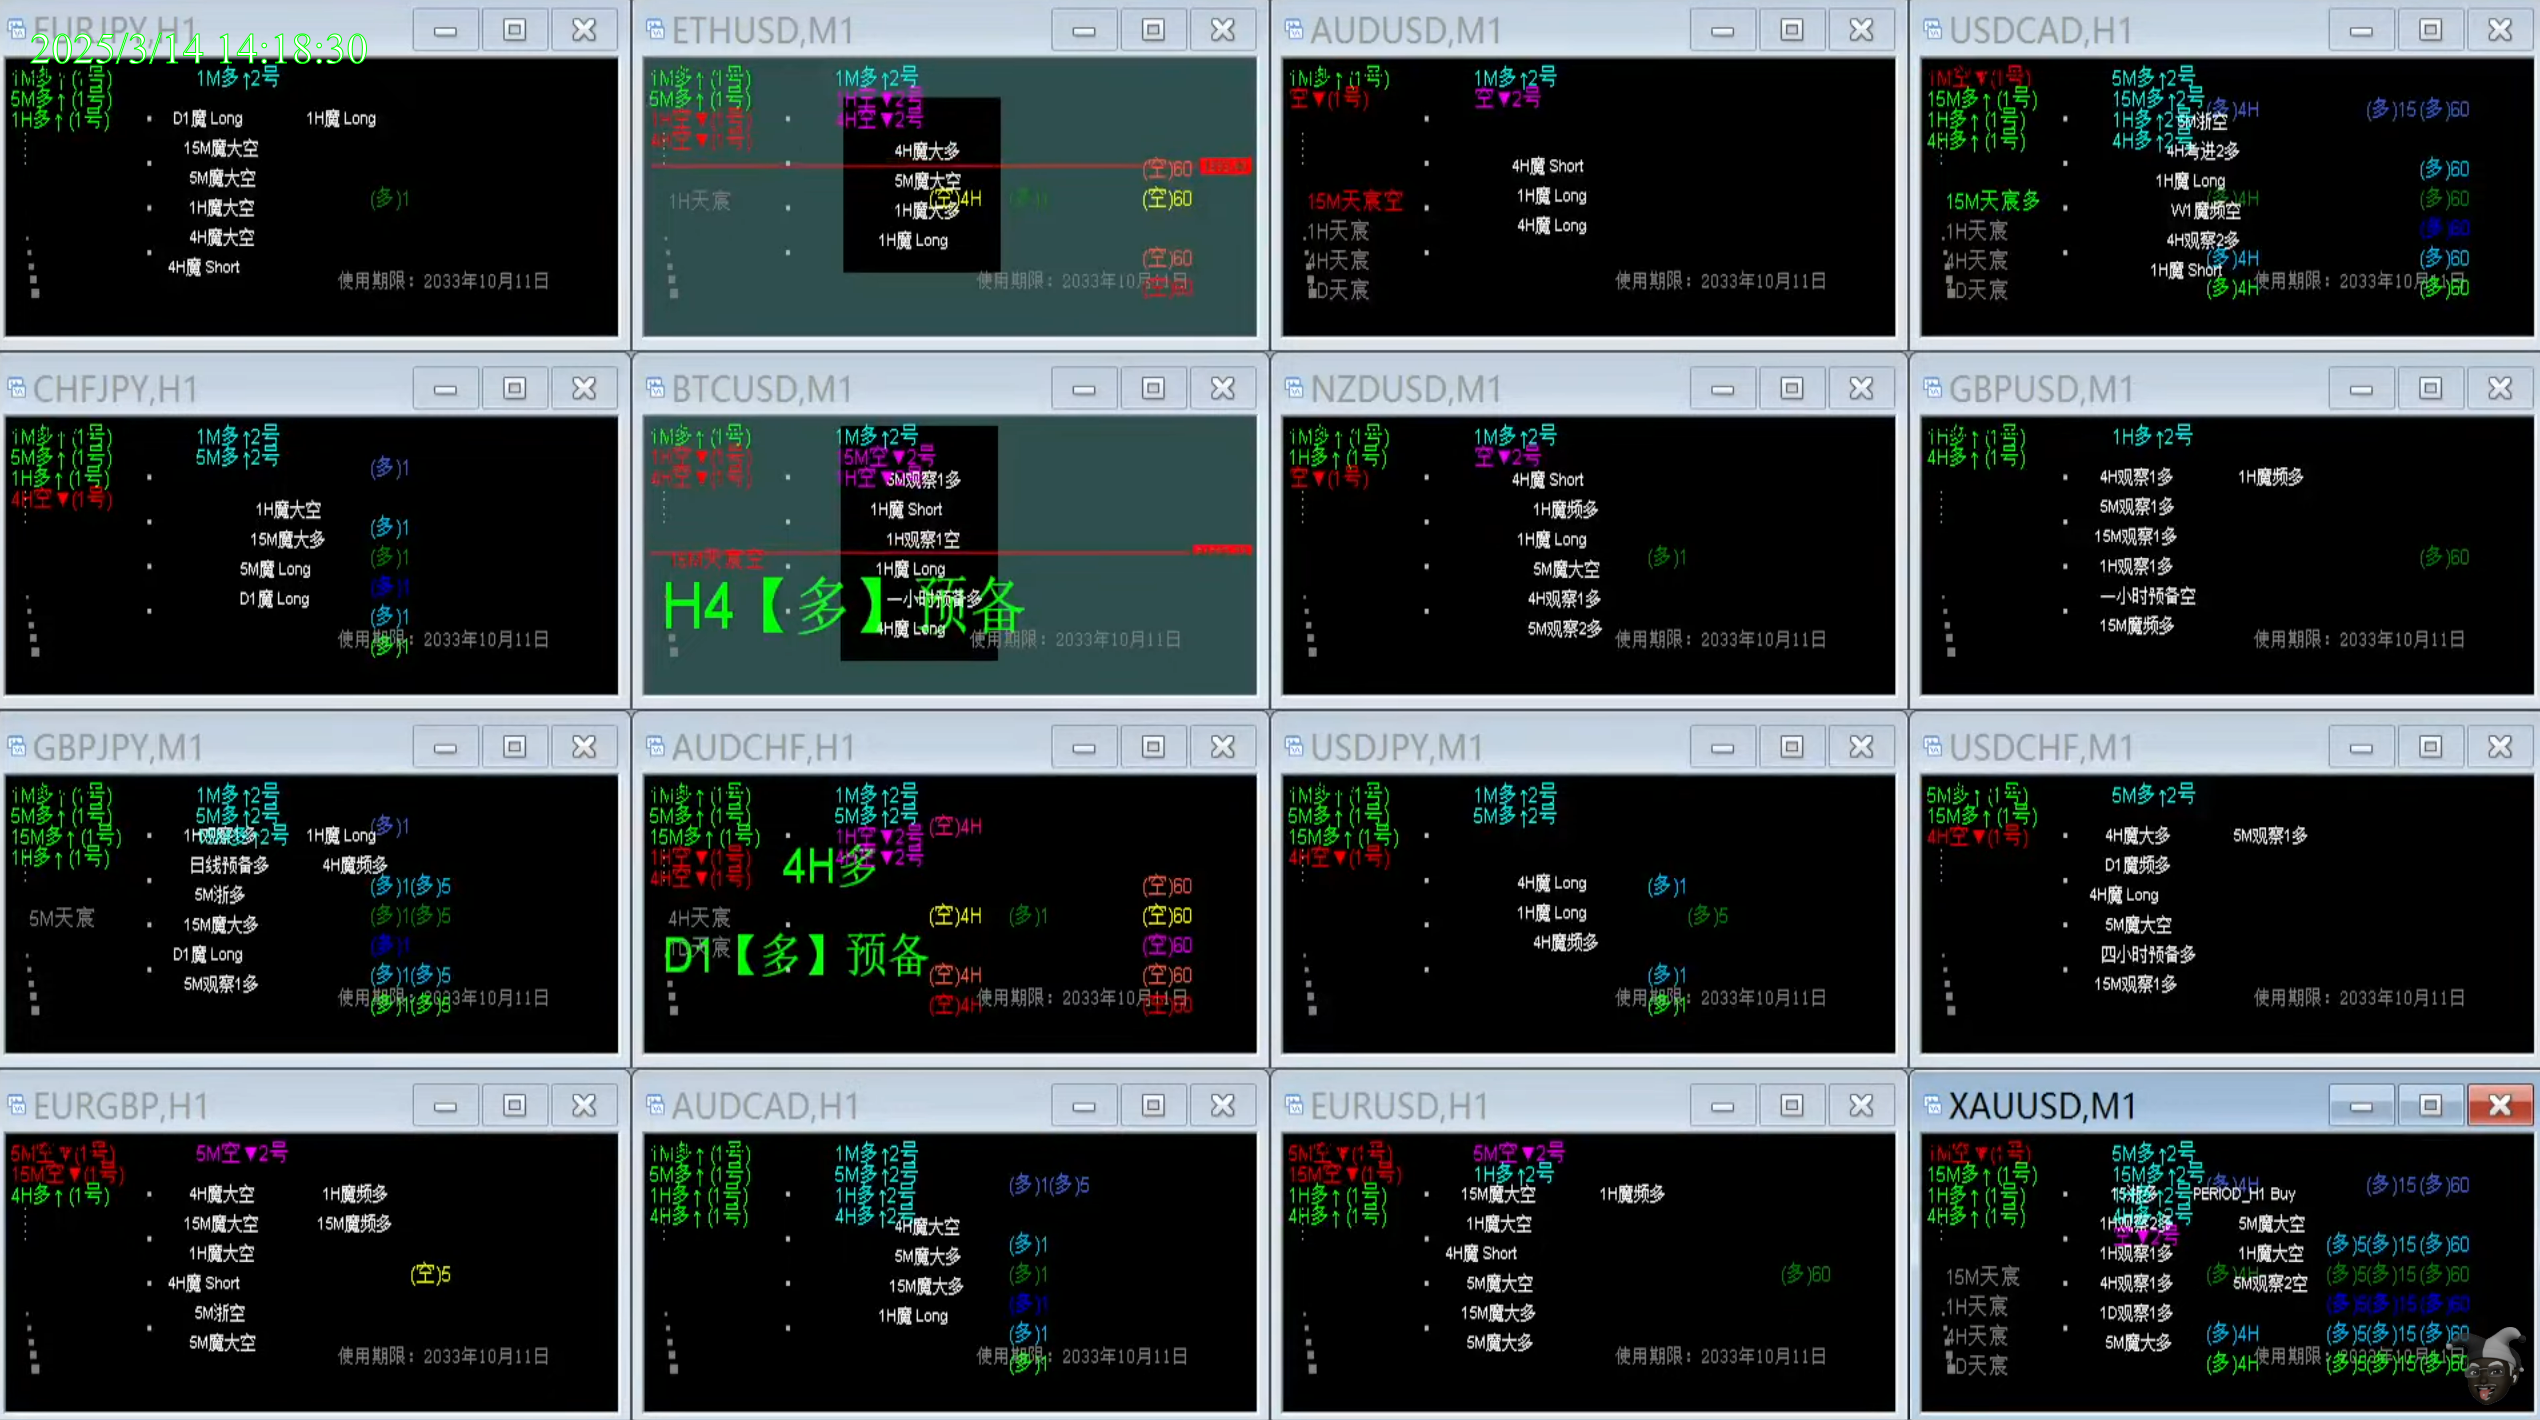 2025/3/14 14:18:30
EURJPY,H1
1M多↑(1号)
5M多↑(1号)
1H多↑(1号)
1M多↑2号
D1魔 Long
1H魔 Long
15M魔大空
5M魔大空
1H魔大空
(多)1
4H魔大空
4H魔 Short
使用期限：2033年10月11日
ETHUSD,M1
1M多↑(1号)
5M多↑(1号)
1H空▼(1号)
4H空▼(1号)
1M多↑2号
1H空▼2号
4H空▼2号
4H魔大多
(空)60
5M魔大空
1H天宸
(空)4H
(空)60
1H魔大多
1H魔 Long
(空)60
(空)60
AUDUSD,M1
1M多↑(1号)
空▼(1号)
1M多↑2号
空▼2号
4H魔 Short
1H魔 Long
15M天宸空
4H魔 Long
1H天宸
4H天宸
D天宸
使用期限：2033年10月11日
USDCAD,H1
1M空▼(1号)
15M多↑(1号)
1H多↑(1号)
4H多↑(1号)
5M多↑2号
15M多↑2号
(多)4H
(多)15(多)60
5M浙空
4H考进2多
(多)60
1H魔 Long
15M天宸多
(多)4H
(多)60
W1魔频空
1H天宸
(多)60
4H观察2多
4H天宸
(多)4H
(多)60
1H魔 Short
D天宸
(多)4H
(多)60
CHFJPY,H1
1M多↑(1号)
5M多↑(1号)
1H多↑(1号)
4H空▼(1号)
1M多↑2号
5M多↑2号
(多)1
1H魔大空
(多)1
15M魔大多
(多)1
5M魔 Long
(多)1
D1魔 Long
(多)1
(多)1
使用期限：2033年10月11日
BTCUSD,M1
1M多↑(1号)
1H空▼(1号)
4H空▼(1号)
1M多↑2号
15M空▼2号
1H空▼2号
5M观察1多
1H魔 Short
1H观察1空
15M天宸空
1H魔 Long
H4【多】预备
一小时预备多
4H魔 Long
使用期限：2033年10月11日
NZDUSD,M1
1M多↑(1号)
1H多↑(1号)
空▼(1号)
1M多↑2号
空▼2号
4H魔 Short
1H魔频多
1H魔 Long
(多)1
5M魔大空
4H观察1多
5M观察2多
使用期限：2033年10月11日
GBPUSD,M1
1H多↑(1号)
4H多↑(1号)
1H多↑2号
4H观察1多
1H魔频多
5M观察1多
15M观察1多
(多)60
1H观察1多
一小时预备空
15M魔频多
使用期限：2033年10月11日
GBPJPY,M1
1M多↑(1号)
5M多↑(1号)
15M多↑(1号)
1H多↑(1号)
1M多↑2号
5M多↑2号
(多)1
1H魔 Long
日线预备多
4H魔频多
5M浙多
(多)1(多)5
5M天宸
15M魔大多
(多)1(多)5
D1魔 Long
(多)1
5M观察1多
(多)1(多)5
(多)1(多)5
使用期限：2033年10月11日
AUDCHF,H1
1M多↑(1号)
5M多↑(1号)
15M多↑(1号)
1H空▼(1号)
4H空▼(1号)
1M多↑2号
5M多↑2号
1H空▼2号
4H空▼2号
(空)4H
4H多
(空)60
4H天宸
(空)4H
(多)1
(空)60
D1【多】预备
(空)60
(空)4H
(空)60
(空)4H
(空)60
USDJPY,M1
1M多↑(1号)
5M多↑(1号)
15M多↑(1号)
4H空▼(1号)
1M多↑2号
5M多↑2号
4H魔 Long
(多)1
1H魔 Long
(多)5
4H魔频多
(多)1
(多)1
使用期限：2033年10月11日
USDCHF,M1
5M多↑(1号)
15M多↑(1号)
4H空▼(1号)
5M多↑2号
4H魔大多
5M观察1多
D1魔频多
4H魔 Long
5M魔大空
四小时预备多
15M观察1多
使用期限：2033年10月11日
EURGBP,H1
5M空▼(1号)
15M空▼(1号)
4H多↑(1号)
5M空▼2号
4H魔大空
1H魔频多
15M魔大空
15M魔频多
1H魔大空
(空)5
4H魔 Short
5M浙空
5M魔大空
使用期限：2033年10月11日
AUDCAD,H1
1M多↑(1号)
5M多↑(1号)
1H多↑(1号)
4H多↑(1号)
1M多↑2号
5M多↑2号
1H多↑2号
4H多↑2号
(多)1(多)5
4H魔大空
(多)1
5M魔大多
(多)1
15M魔大多
(多)1
1H魔 Long
(多)1
(多)1
使用期限：2033年10月11日
EURUSD,H1
5M空▼(1号)
15M空▼(1号)
1H多↑(1号)
4H多↑(1号)
5M空▼2号
1H多↑2号
15M魔大空
1H魔频多
1H魔大空
4H魔 Short
(多)60
5M魔大空
15M魔大多
5M魔大多
使用期限：2033年10月11日
XAUUSD,M1
1M空▼(1号)
15M多↑(1号)
1H多↑(1号)
4H多↑(1号)
5M多↑2号
15M多↑2号
(多)4H
(多)15(多)60
PERIOD_H1 Buy
1H观察2多
5M魔大空
空▼2号
1H观察1多
1H魔大空
(多)5(多)15(多)60
15M天宸
4H观察1多
5M观察2空
(多)5(多)15(多)60
1H天宸
1D观察1多
(多)5(多)15(多)60
4H天宸
5M魔大多
(多)4H
(多)5(多)15(多)60
D天宸
(多)4H
(多)5(多)15(多)60